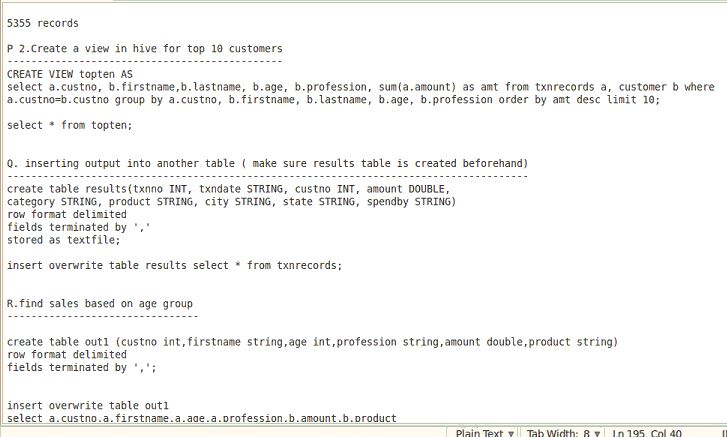 5355 records
P 2.Create a view in hive for top 10 customers
-------------------------------------------
CREATE VIEW topten AS
select a.custno, b.firstname,b.lastname, b.age, b.profession, sum(a.amount) as amt from txnrecords a, customer b where
a.custno=b.custno group by a.custno, b.firstname, b.lastname, b.age, b.profession order by amt desc limit 10;
select * from topten;
Q. inserting output into another table ( make sure results table is created beforehand)
--------------------------------------------------------------------------------
create table results(txnno INT, txndate STRING, custno INT, amount DOUBLE,
category STRING, product STRING, city STRING, state STRING, spendby STRING)
row format delimited
fields terminated by ','
stored as textfile;
insert overwrite table results select * from txnrecords;
R.find sales based on age group
------------------------------
create table out1 (custno int,firstname string,age int,profession string,amount double,product string)
row format delimited
fields terminated by ',';
insert overwrite table out1
select a.custno,a.firstname,a.age,a.profession,b.amount,b.product
Plain Text Tab Width: 8 Ln 195, Col 40